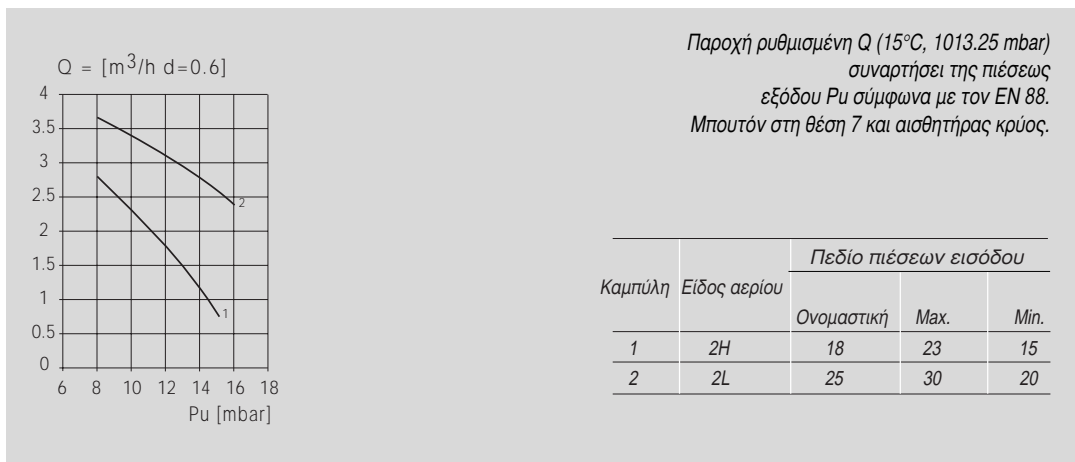 Q = [m3/h d=0.6]
4
3.5
3
2.5
2
1.5
1
0.5
0
2
1
6 8 10 12 14 16 18
Pu [mbar]
Παροχή ρυθμισμένη Q (15°C, 1013.25 mbar)
συναρτήσει της πιέσεως
εξόδου Pu σύμφωνα με τον EN 88.
Μπουτόν στη θέση 7 και αισθητήρας κρύος.
Πεδίο πιέσεων εισόδου
Καμπύλη Είδος αερίου
Ονομαστική Max. Min.
1 2H 18 23 15
2 2L 25 30 20